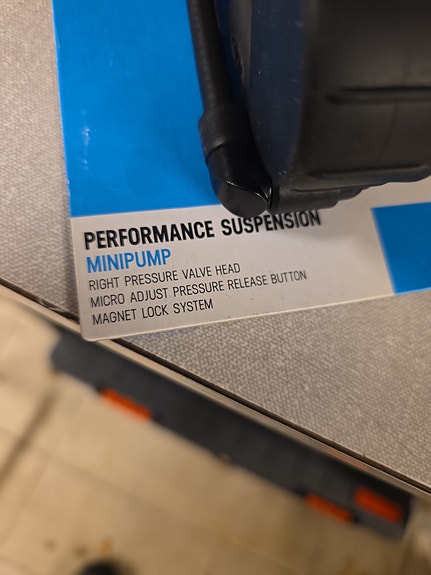 PERFORMANCE SUSPENSION
MINIPUMP
RIGHT PRESSURE VALVE HEAD
MICRO ADJUST PRESSURE RELEASE BUTTON
MAGNET LOCK SYSTEM